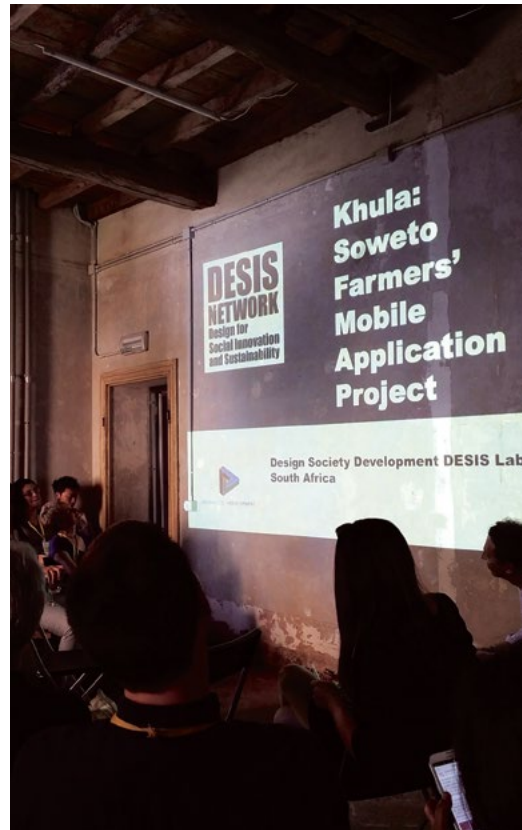 DESIS
NETWORK
Design for
Social Innovation
and Sustainability
Khula:
Soweto
Farmers'
Mobile
Application
Project
Design Society Development DESIS Lab
South Africa